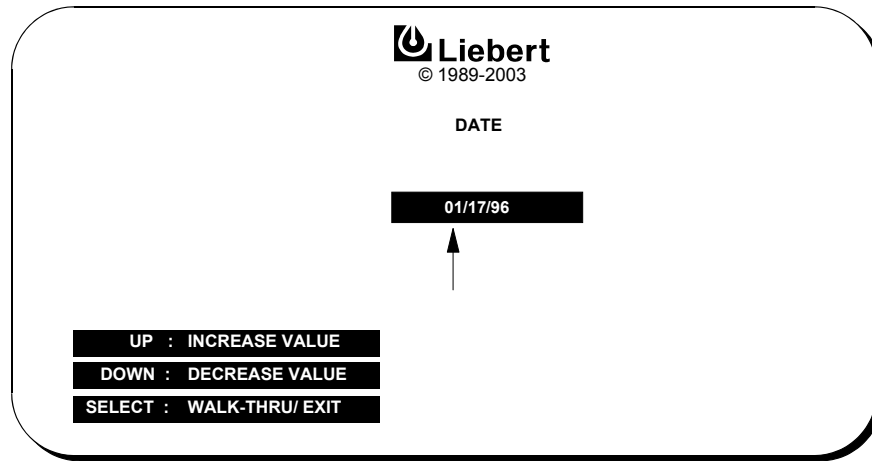 Liebert
© 1989-2003
DATE
01/17/96
UP : INCREASE VALUE
DOWN : DECREASE VALUE
SELECT : WALK-THRU/ EXIT